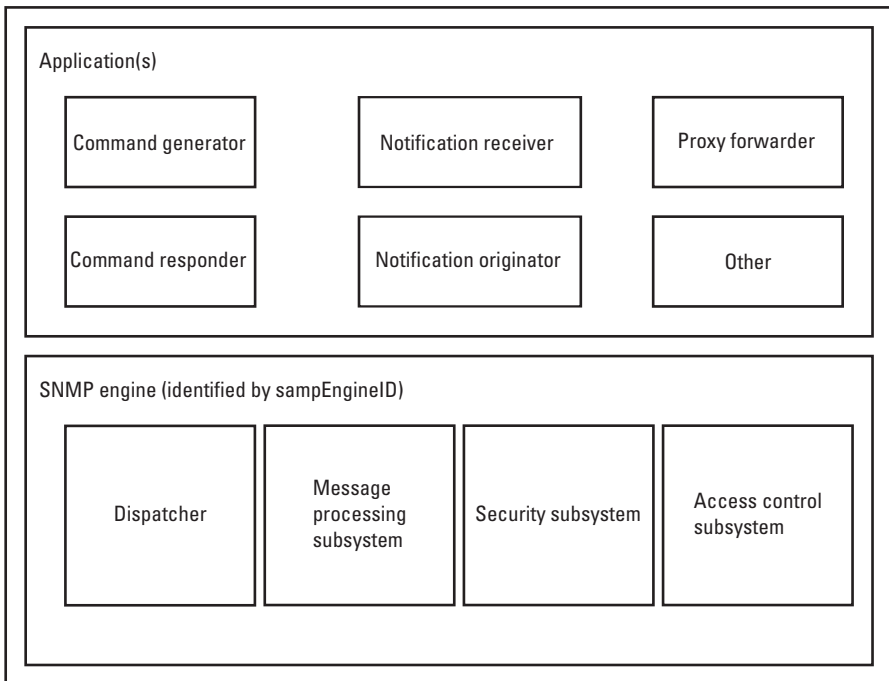 Application(s)
Command generator
Notification receiver
Proxy forwarder
Command responder
Notification originator
Other
SNMP engine (identified by sampEngineID)
Dispatcher
Message
processing
subsystem
Security subsystem
Access control
subsystem